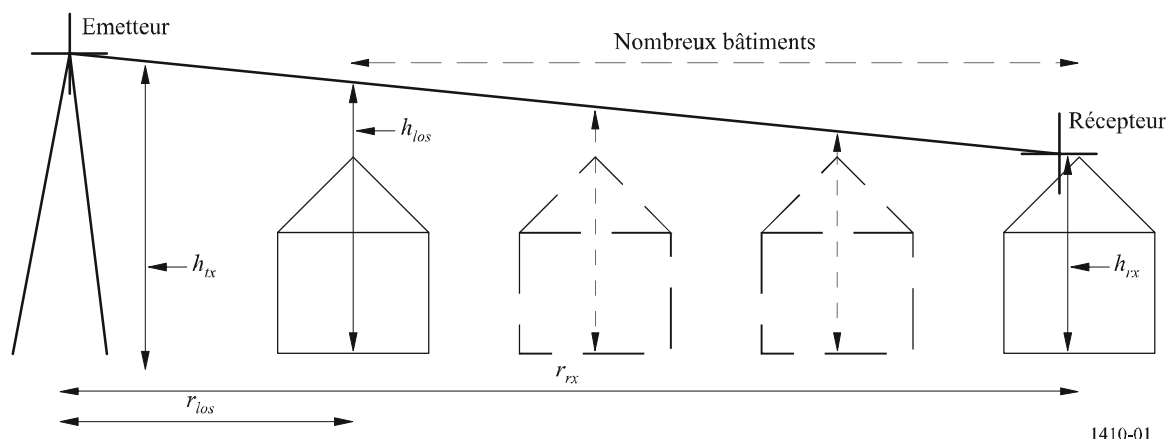 Emetteur
Nombreux bâtiments
Récepteur
h_los
h_tx
h_rx
r_rx
r_los
1410-01